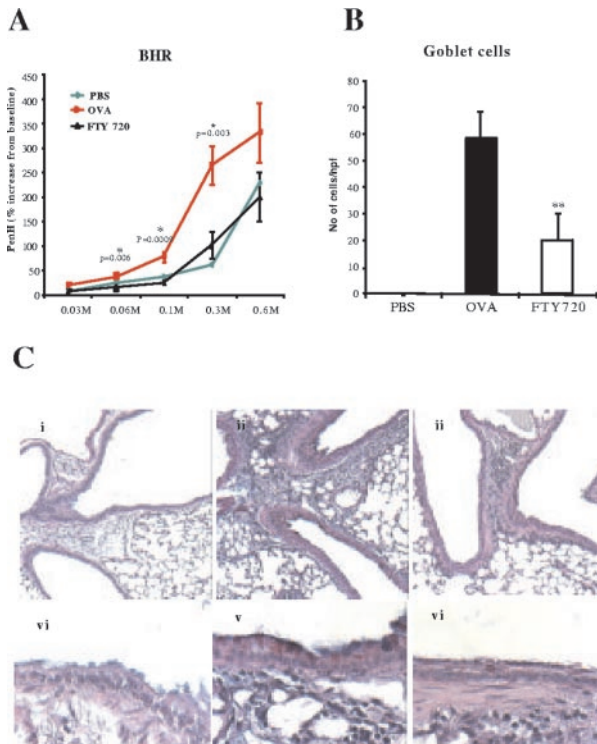 A
BHR
PenH (% increase from baseline)
450
400
350
300
250
200
150
100
50
0
PBS
OVA
FTY 720
*
p=0.006
*
*
p=0.003
0.03M 0.06M 0.1M 0.3M 0.6M
B
Goblet cells
No of cells/hpf
80
70
60
50
40
30
20
10
0
**
PBS OVA FTY720
C
i ii ii
vi v vi